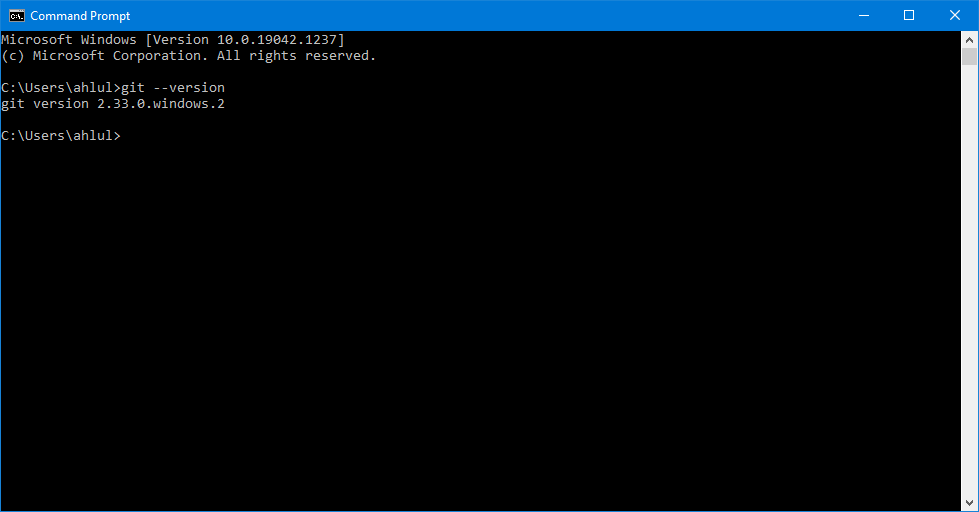 Command Prompt
Microsoft Windows [Version 10.0.19042.1237]
(c) Microsoft Corporation. All rights reserved.
C:\Users\ahlul>git --version
git version 2.33.0.windows.2
C:\Users\ahlul>